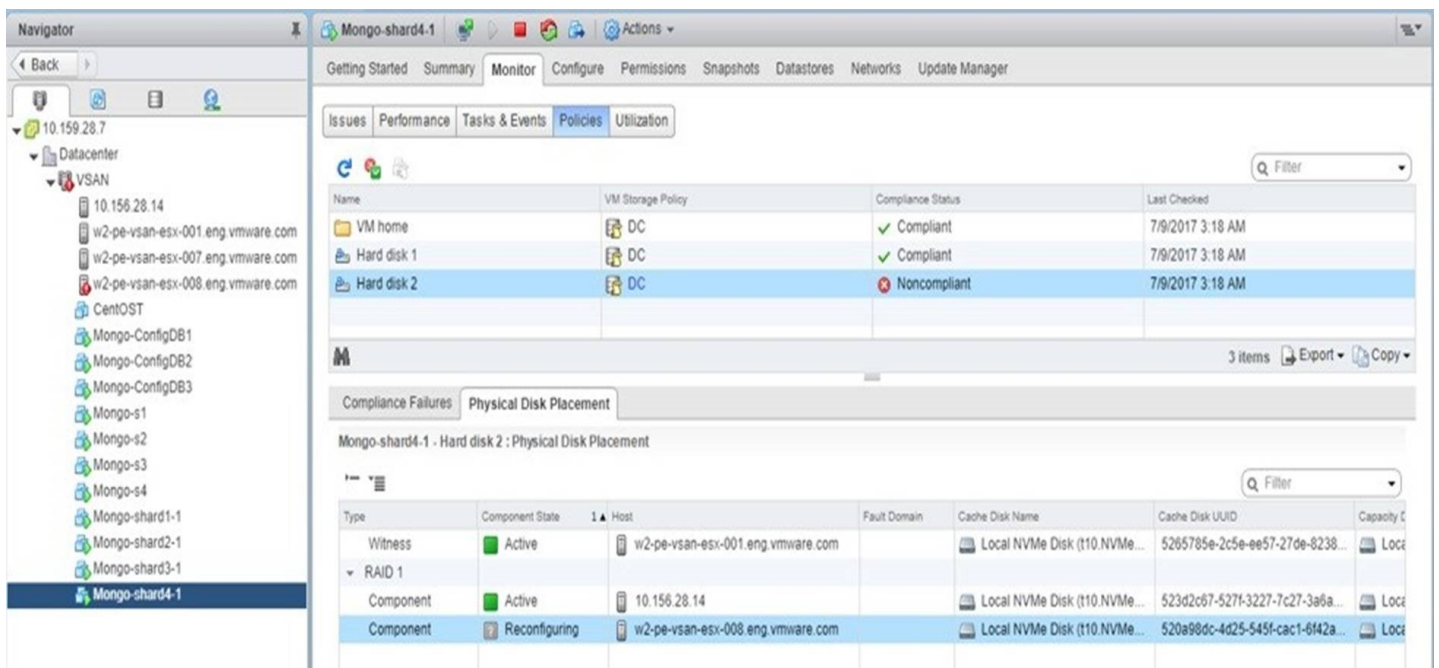 Navigator
Back
10.159.28.7
Datacenter
VSAN
10.156.28.14
w2-pe-vsan-esx-001.eng.vmware.com
w2-pe-vsan-esx-007.eng.vmware.com
w2-pe-vsan-esx-008.eng.vmware.com
CentOST
Mongo-ConfigDB1
Mongo-ConfigDB2
Mongo-ConfigDB3
Mongo-s1
Mongo-s2
Mongo-s3
Mongo-s4
Mongo-shard1-1
Mongo-shard2-1
Mongo-shard3-1
Mongo-shard4-1
Mongo-shard4-1 Actions
Getting Started Summary Monitor Configure Permissions Snapshots Datastores Networks Update Manager
Issues Performance Tasks & Events Policies Utilization
Filter
Name VM Storage Policy Compliance Status Last Checked
VM home DC Compliant 7/9/2017 3:18 AM
Hard disk 1 DC Compliant 7/9/2017 3:18 AM
Hard disk 2 DC Noncompliant 7/9/2017 3:18 AM
3 items Export Copy
Compliance Failures Physical Disk Placement
Mongo-shard4-1 - Hard disk 2 : Physical Disk Placement
Filter
Type Component State 1▲ Host Fault Domain Cache Disk Name Cache Disk UUID Capacity
Witness Active w2-pe-vsan-esx-001.eng.vmware.com Local NVMe Disk (t10.NVMe... 5265785e-2c5e-ee57-27de-8238...
RAID 1
Component Active 10.156.28.14 Local NVMe Disk (t10.NVMe... 523d2c67-527f-3227-7c27-3a6a...
Component Reconfiguring w2-pe-vsan-esx-008.eng.vmware.com Local NVMe Disk (t10.NVMe... 520a98dc-4d25-545f-cac1-6f42a...